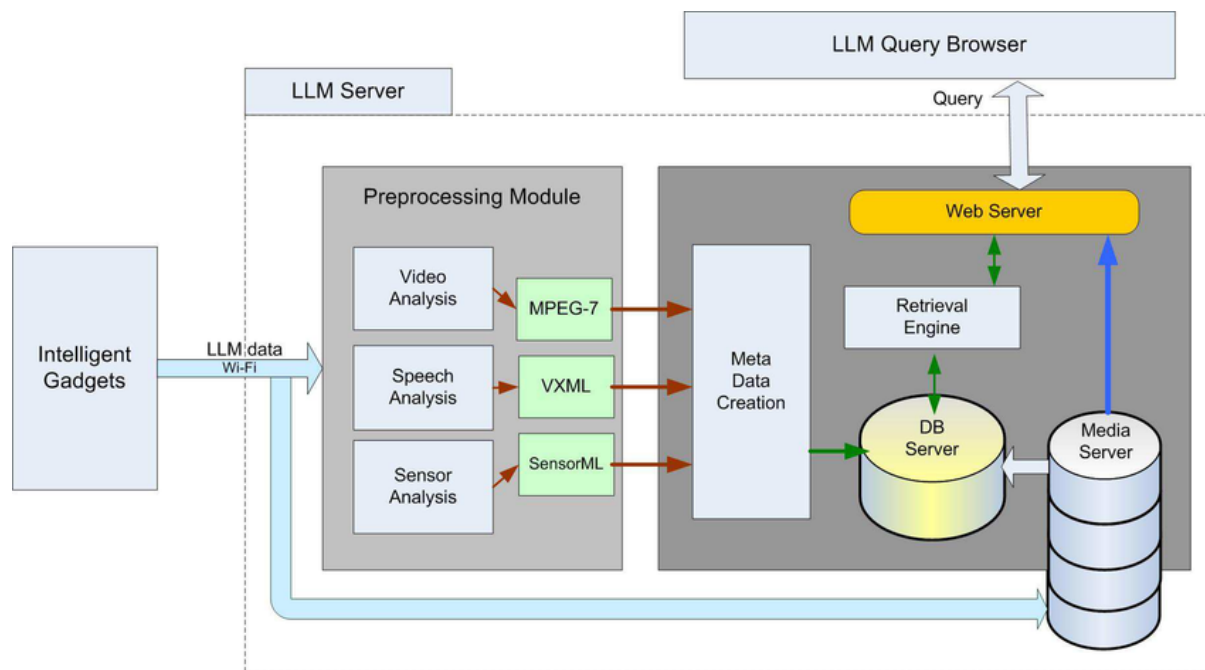 LLM Query Browser
LLM Server
Query
Preprocessing Module
Web Server
Video
Analysis
MPEG-7
Retrieval
Engine
Intelligent
Gadgets
LLM data
Wi-Fi
Speech
Analysis
VXML
Meta
Data
Creation
DB
Server
Media
Server
Sensor
Analysis
SensorML